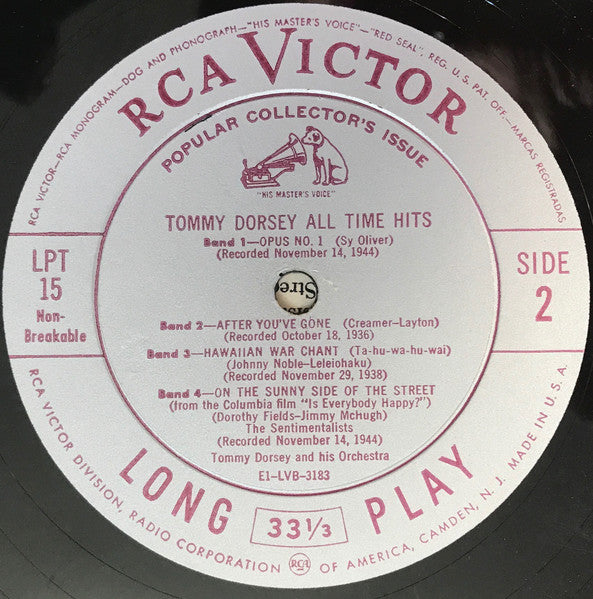 RCA VICTOR—RCA MONOGRAM—DOG AND PHONOGRAPH—"HIS MASTER'S VOICE"—"RED SEAL", REG. U. S. PAT. OFF.—MARCAS REGISTRADAS
RCA VICTOR
POPULAR COLLECTOR'S ISSUE
"HIS MASTER'S VOICE"
TOMMY DORSEY ALL TIME HITS
Band 1—OPUS NO. 1 (Sy Oliver)
(Recorded November 14, 1944)
LPT
15
Non-
Breakable
SIDE
2
Stre
Band 2—AFTER YOU'VE GONE (Creamer-Layton)
(Recorded October 18, 1936)
Band 3—HAWAIIAN WAR CHANT (Ta-hu-wa-hu-wai)
(Johnny Noble-Leleiohaku)
(Recorded November 29, 1938)
Band 4—ON THE SUNNY SIDE OF THE STREET
(from the Columbia film "Is Everybody Happy?")
(Dorothy Fields-Jimmy McHugh)
The Sentimentalists
(Recorded November 14, 1944)
Tommy Dorsey and his Orchestra
E1-LVB-3183
LONG 33 1/3 PLAY
RCA VICTOR DIVISION, RADIO CORPORATION RCA OF AMERICA, CAMDEN, N. J. MADE IN U.S.A.